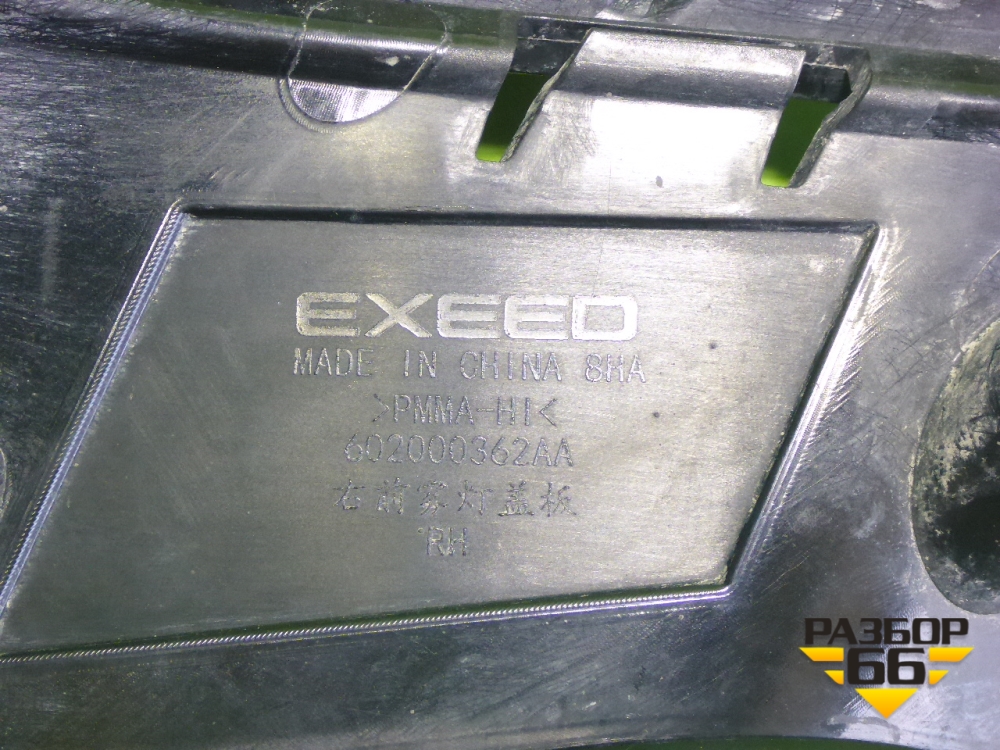 EXEED
MADE IN CHINA 8HA
>PMMA-HI<
602000362AA
右前雾灯盖板
RH
РАЗБОР
66